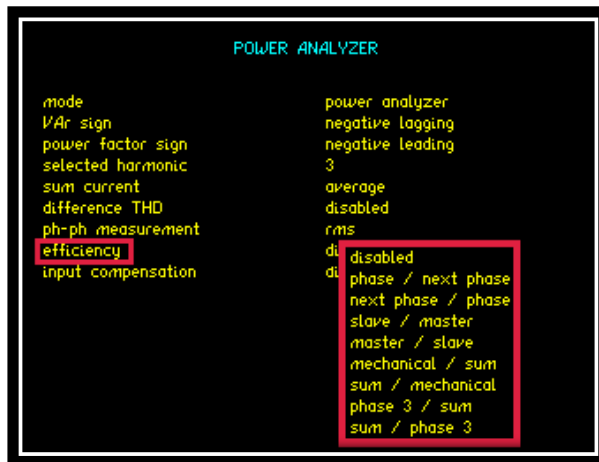 POWER ANALYZER
mode power analyzer
VAr sign negative lagging
power factor sign negative leading
selected harmonic 3
sum current average
difference THD disabled
ph-ph measurement rms
efficiency di
input compensation di
disabled
phase / next phase
next phase / phase
slave / master
master / slave
mechanical / sum
sum / mechanical
phase 3 / sum
sum / phase 3